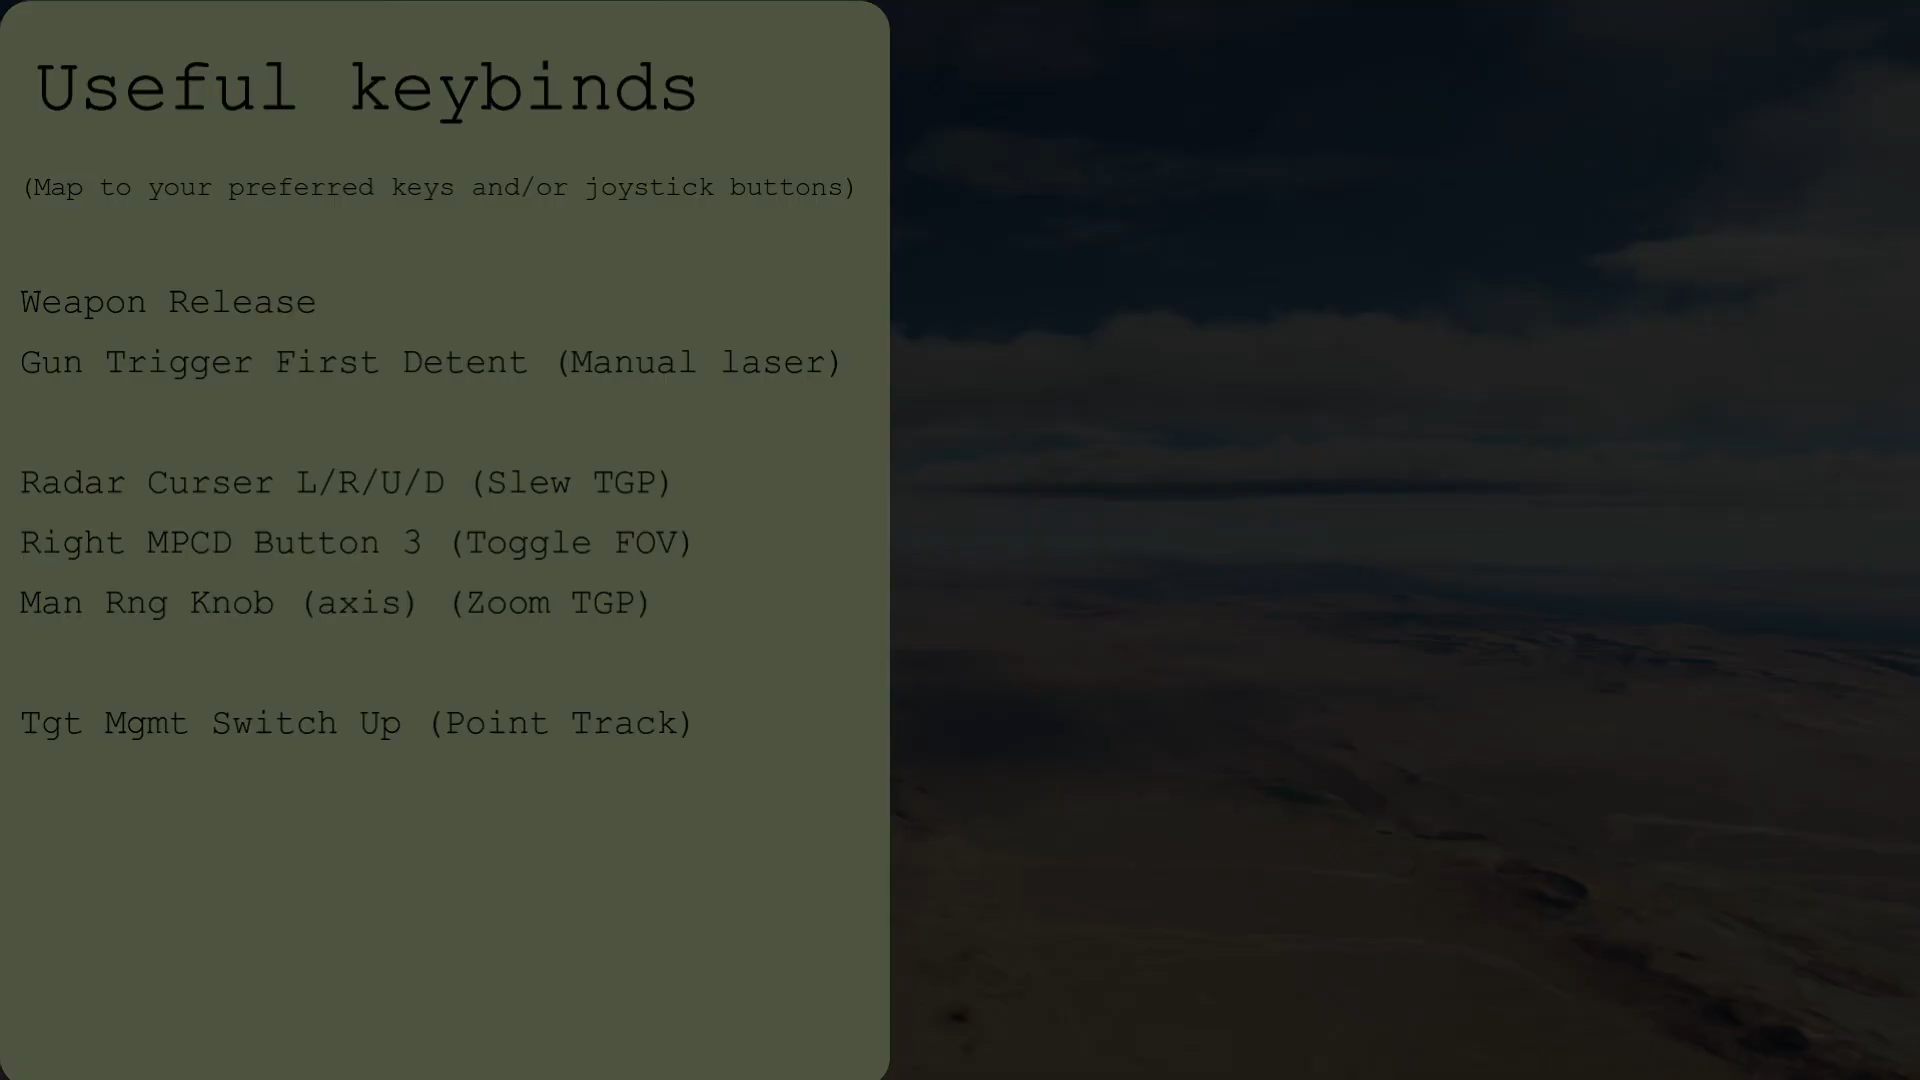 Useful keybinds
(Map to your preferred keys and/or joystick buttons)
Weapon Release
Gun Trigger First Detent (Manual laser)
Radar Curser L/R/U/D (Slew TGP)
Right MPCD Button 3 (Toggle FOV)
Man Rng Knob (axis) (Zoom TGP)
Tgt Mgmt Switch Up (Point Track)